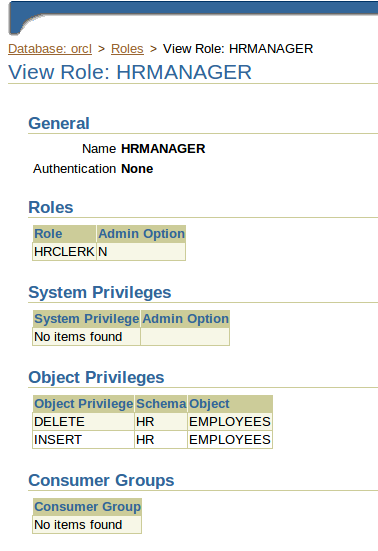 Database: orcl > Roles > View Role: HRMANAGER
View Role: HRMANAGER
General
Name HRMANAGER
Authentication None
Roles
Role Admin Option
HRCLERK N
System Privileges
System Privilege Admin Option
No items found
Object Privileges
Object Privilege Schema Object
DELETE HR EMPLOYEES
INSERT HR EMPLOYEES
Consumer Groups
Consumer Group
No items found